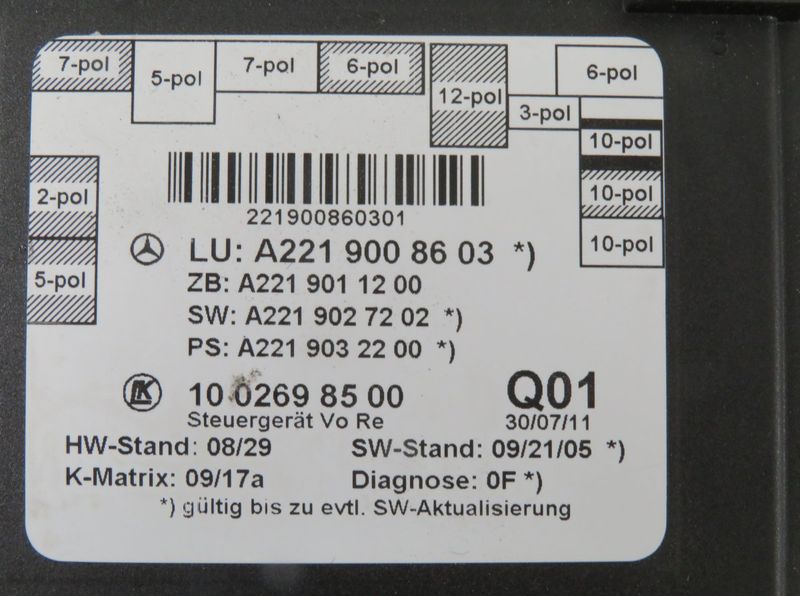 7-pol
5-pol
7-pol
6-pol
12-pol
6-pol
3-pol
10-pol
10-pol
10-pol
2-pol
5-pol
221900860301
LU: A221 900 86 03 *)
ZB: A221 901 12 00
SW: A221 902 72 02 *)
PS: A221 903 22 00 *)
LK 10 0269 85 00 Q01
Steuergerät Vo Re 30/07/11
HW-Stand: 08/29 SW-Stand: 09/21/05 *)
K-Matrix: 09/17a Diagnose: 0F *)
*) gültig bis zu evtl. SW-Aktualisierung